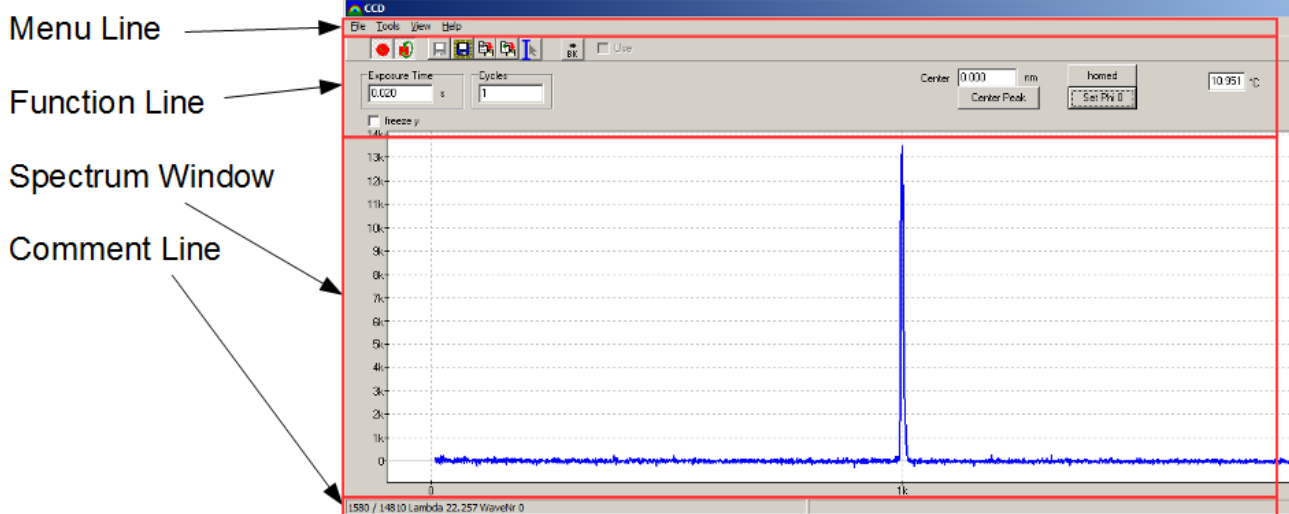 CCD
Menu Line
File Tools View Help
BK Use
Function Line
Exposure Time Cycles Center 0.000 nm homed 10.951 °C
0.020 s 1 Center Peak Set Phi 0
freeze y
14k
Spectrum Window
13k
12k
11k
10k
9k
8k
7k
6k
5k
4k
3k
2k
1k
0
Comment Line
0 1k
1580 / 14810 Lambda 22.257 WaveNr 0